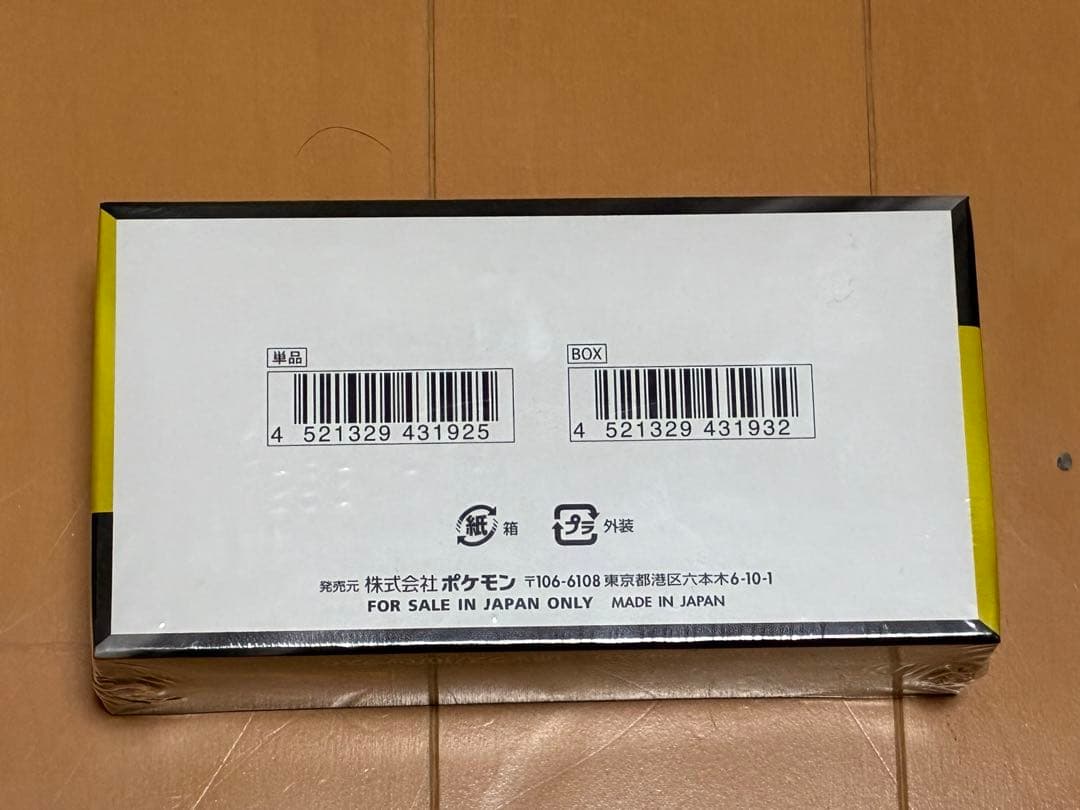 単品
4 521329 431925
BOX
4 521329 431932
紙 箱
プラ 外装
発売元 株式会社 ポケモン 〒106-6108 東京都港区六本木6-10-1
FOR SALE IN JAPAN ONLY MADE IN JAPAN